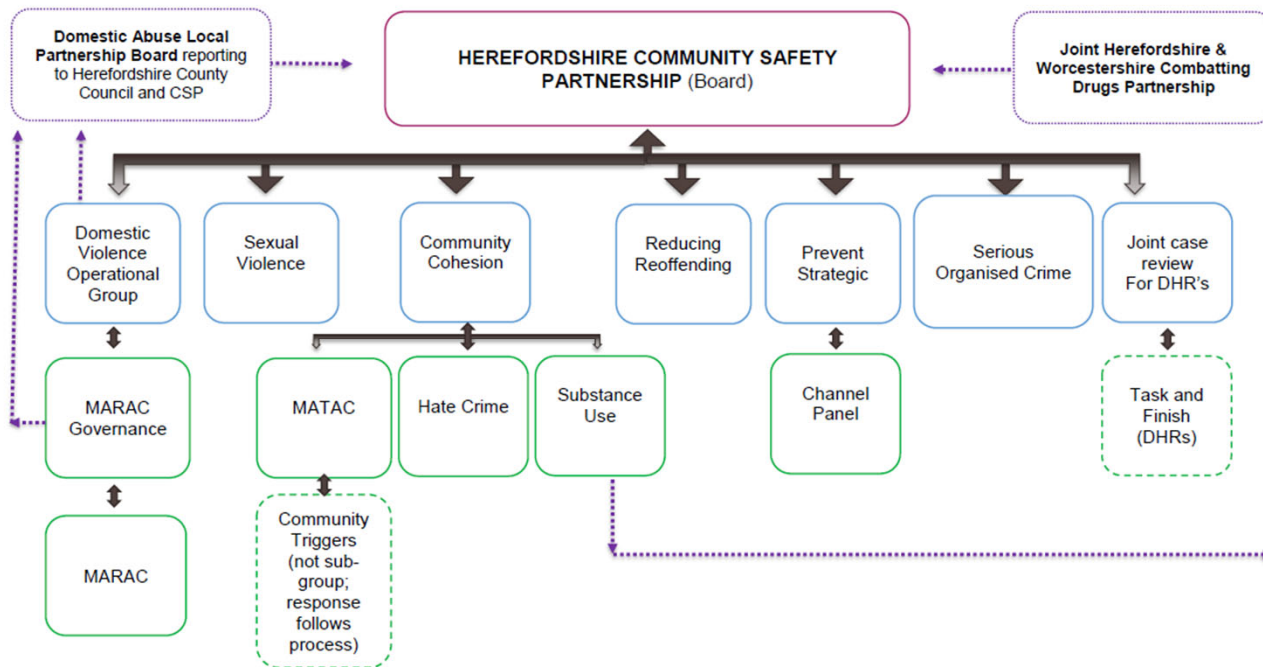 Domestic Abuse Local
Partnership Board reporting
to Herefordshire County
Council and CSP
HEREFORDSHIRE COMMUNITY SAFETY
PARTNERSHIP (Board)
Joint Herefordshire &
Worcestershire Combatting
Drugs Partnership
Domestic
Violence
Operational
Group
Sexual
Violence
Community
Cohesion
Reducing
Reoffending
Prevent
Strategic
Serious
Organised Crime
Joint case
review
For DHR's
MARAC
Governance
MATAC
Hate Crime
Substance
Use
Channel
Panel
Task and
Finish
(DHRs)
MARAC
Community
Triggers
(not sub-
group;
response
follows
process)